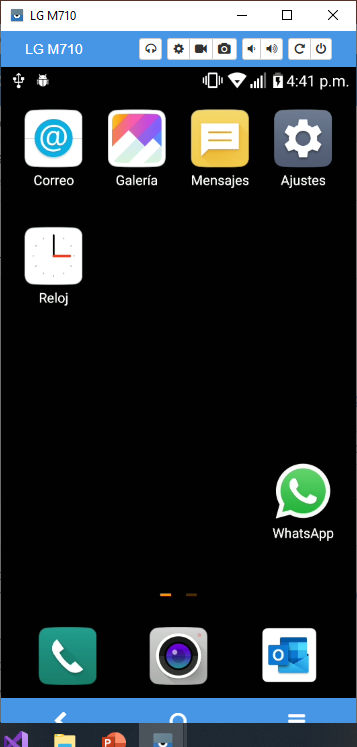 LG M710
LG M710
4:41 p.m.
Correo
Galería
Mensajes
Ajustes
Reloj
WhatsApp